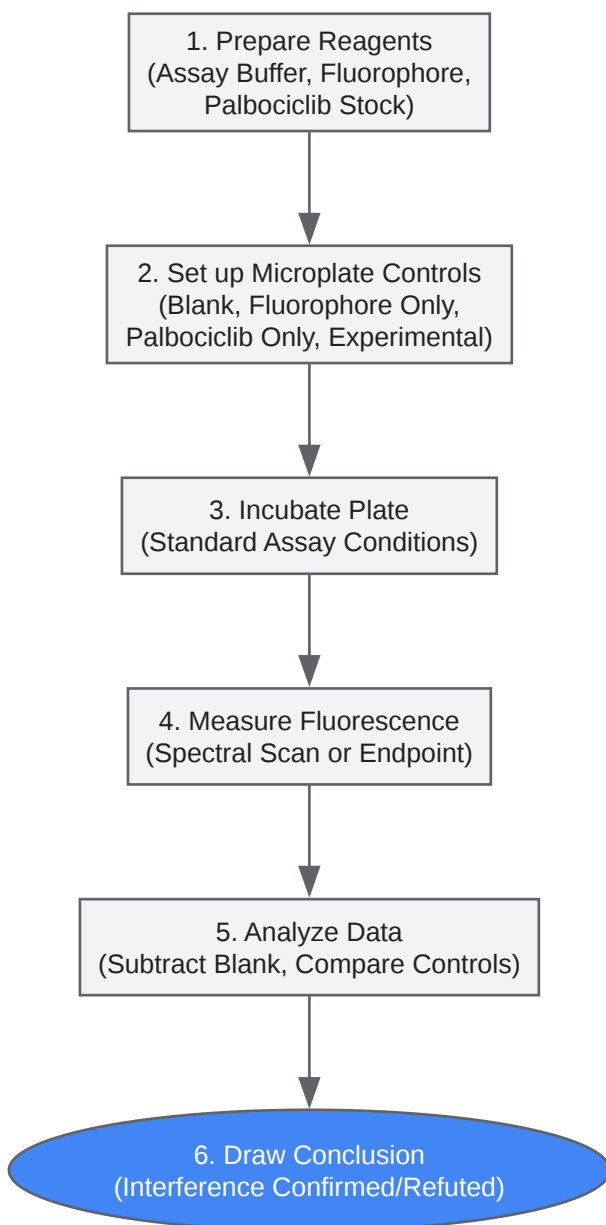 1. Prepare Reagents
(Assay Buffer, Fluorophore,
Palbociclib Stock)
2. Set up Microplate Controls
(Blank, Fluorophore Only,
Palbociclib Only, Experimental)
3. Incubate Plate
(Standard Assay Conditions)
4. Measure Fluorescence
(Spectral Scan or Endpoint)
5. Analyze Data
(Subtract Blank, Compare Controls)
6. Draw Conclusion
(Interference Confirmed/Refuted)